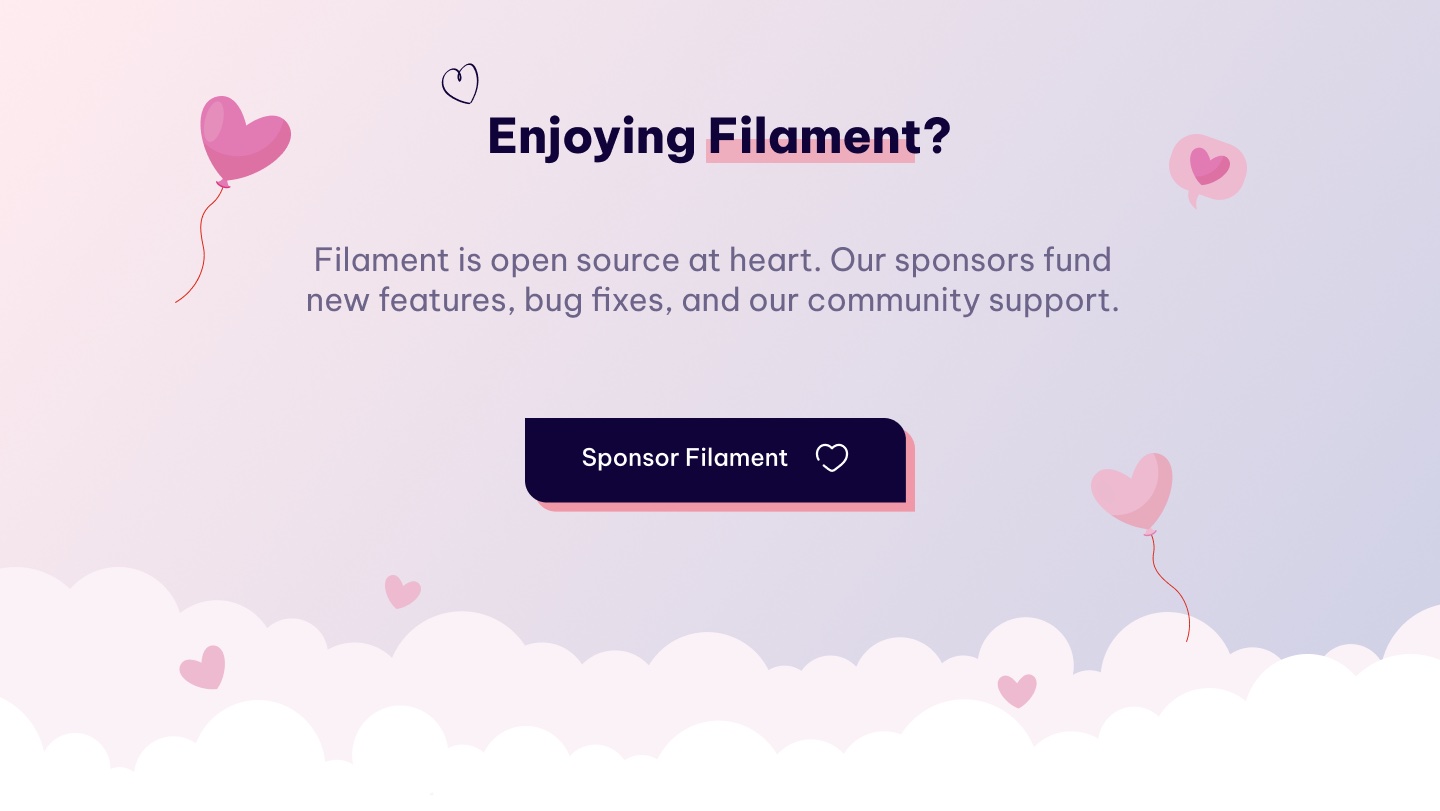 Enjoying Filament?
Filament is open source at heart. Our sponsors fund
new features, bug fixes, and our community support.
Sponsor Filament